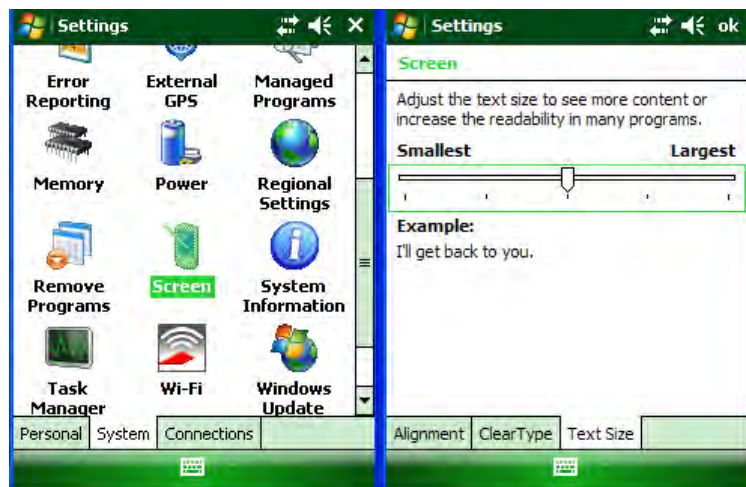 Settings
Error Reporting
External GPS
Managed Programs
Memory
Power
Regional Settings
Remove Programs
Screen
System Information
Task Manager
Wi-Fi
Windows Update
Personal System Connections
Settings ok
Screen
Adjust the text size to see more content or
increase the readability in many programs.
Smallest Largest
Example:
I'll get back to you.
Alignment ClearType Text Size